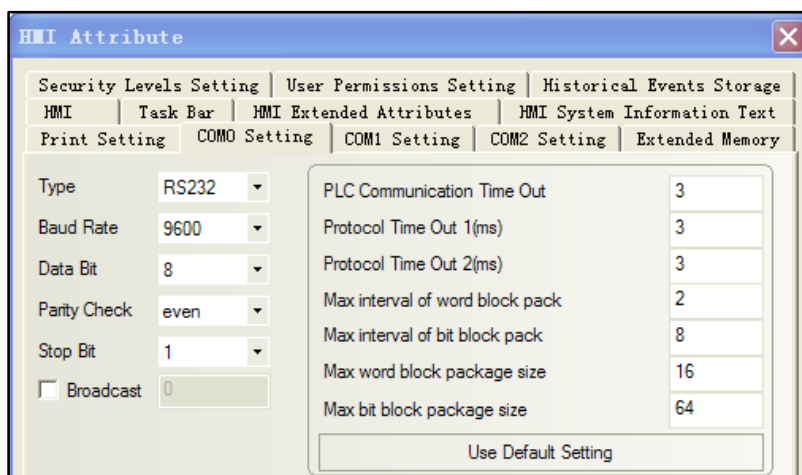 HMI Attribute
Security Levels Setting User Permissions Setting Historical Events Storage
HMI Task Bar HMI Extended Attributes HMI System Information Text
Print Setting COM0 Setting COM1 Setting COM2 Setting Extended Memory
Type RS232
Baud Rate 9600
Data Bit 8
Parity Check even
Stop Bit 1
Broadcast 0
PLC Communication Time Out 3
Protocol Time Out 1(ms) 3
Protocol Time Out 2(ms) 3
Max interval of word block pack 2
Max interval of bit block pack 8
Max word block package size 16
Max bit block package size 64
Use Default Setting